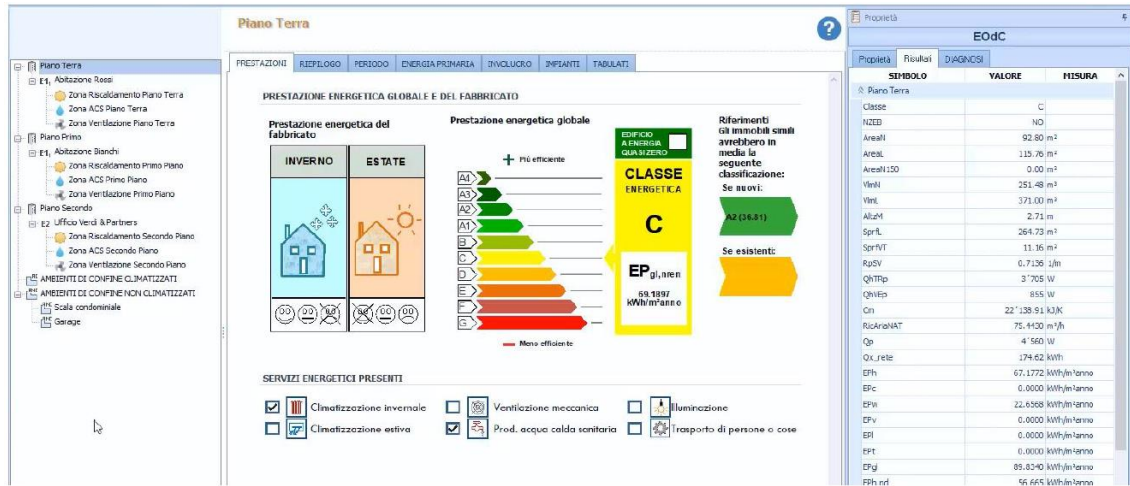 Piano Terra
E1, Abitazione Rossi
Zona Riscaldamento Piano Terra
Zona ACS Piano Terra
Zona Ventilazione Piano Terra
Piano Primo
E1, Abitazione Bianchi
Zona Riscaldamento Primo Piano
Zona ACS Primo Piano
Zona Ventilazione Primo Piano
Piano Secondo
E2 Ufficio Verdi & Partners
Zona Riscaldamento Secondo Piano
Zona ACS Secondo Piano
Zona Ventilazione Secondo Piano
AMBIENTI DI CONFINE CLIMATIZZATI
AMBIENTI DI CONFINE NON CLIMATIZZATI
Scala condominiale
Garage
Piano Terra
?
PRESTAZIONI RIEPILOGO PERIODO ENERGIA PRIMARIA INVOLUCRO IMPIANTI TABULATI
PRESTAZIONE ENERGETICA GLOBALE E DEL FABBRICATO
Prestazione energetica del
fabbricato
INVERNO ESTATE
Prestazione energetica globale
Più efficiente
A4
A3
A2
A1
B
C
D
E
F
G
Meno efficiente
EDIFICIO
A ENERGIA
QUASI ZERO
CLASSE
ENERGETICA
C
EPgl,nren
69.1897
kWh/m²anno
Riferimenti
Gli immobili simili
avrebbero in
media la
seguente
classificazione:
Se nuovi:
A2 (36.81)
Se esistenti:
SERVIZI ENERGETICI PRESENTI
Climatizzazione invernale Ventilazione meccanica Illuminazione
Climatizzazione estiva Prod. acqua calda sanitaria Trasporto di persone o cose
Proprietà
EOdC
Proprietà Risultati DIAGNOSI
SIMBOLO VALORE MISURA
Piano Terra
Classe C
NZEB NO
AreaN 92.80 m²
AreaL 115.76 m²
AreaN150 0.00 m²
VlmN 251.48 m³
VlmL 371.00 m³
AltzM 2.71 m
SprfL 264.73 m²
SprfVT 11.16 m²
RpSV 0.7136 1/m
QhTRp 3'705 W
QhVEp 855 W
Cm 22'138.91 kJ/K
RicAriaNAT 75.4430 m³/h
Qp 4'560 W
Qx_rete 174.62 kWh
EPh 67.1772 kWh/m²anno
EPc 0.0000 kWh/m²anno
EPw 22.6568 kWh/m²anno
EPv 0.0000 kWh/m²anno
EPl 0.0000 kWh/m²anno
EPt 0.0000 kWh/m²anno
EPgl 89.8340 kWh/m²anno
EPh,nd 56.665 kWh/m²anno